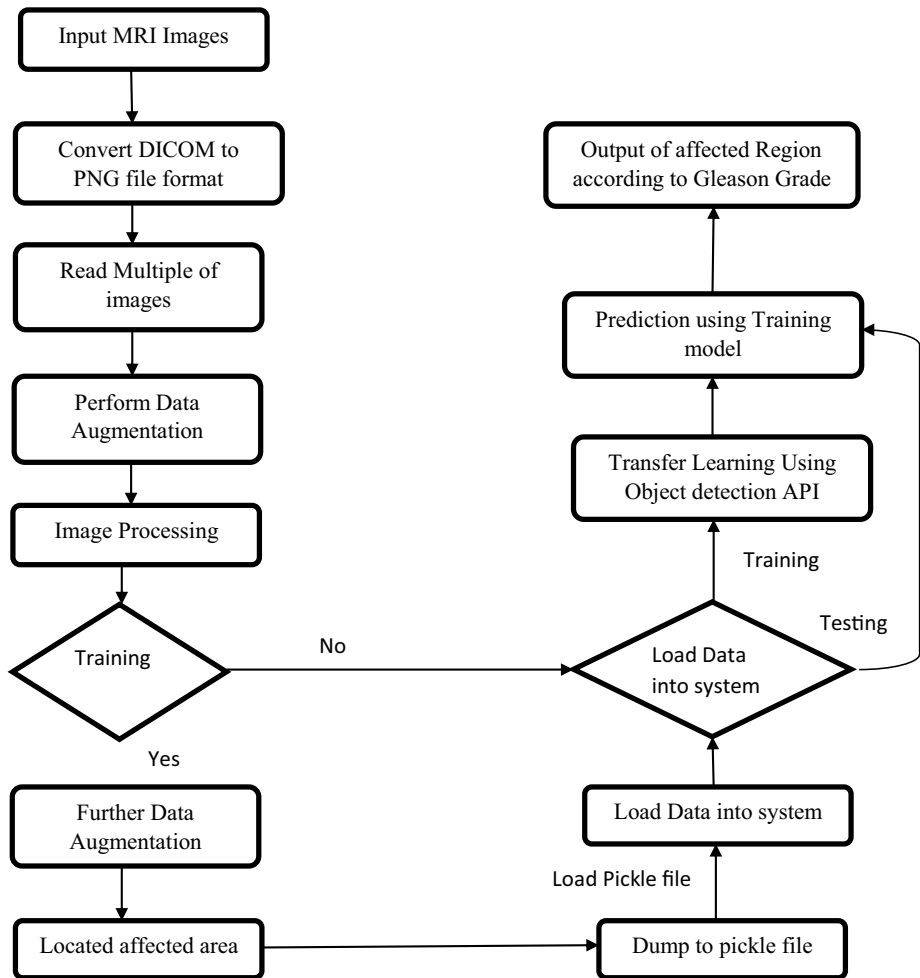 Input MRI Images
Convert DICOM to
PNG file format
Read Multiple of
images
Perform Data
Augmentation
Image Processing
Training
No
Yes
Further Data
Augmentation
Located affected area
Output of affected Region
according to Gleason Grade
Prediction using Training
model
Transfer Learning Using
Object detection API
Training
Testing
Load Data
into system
Load Data into system
Load Pickle file
Dump to pickle file